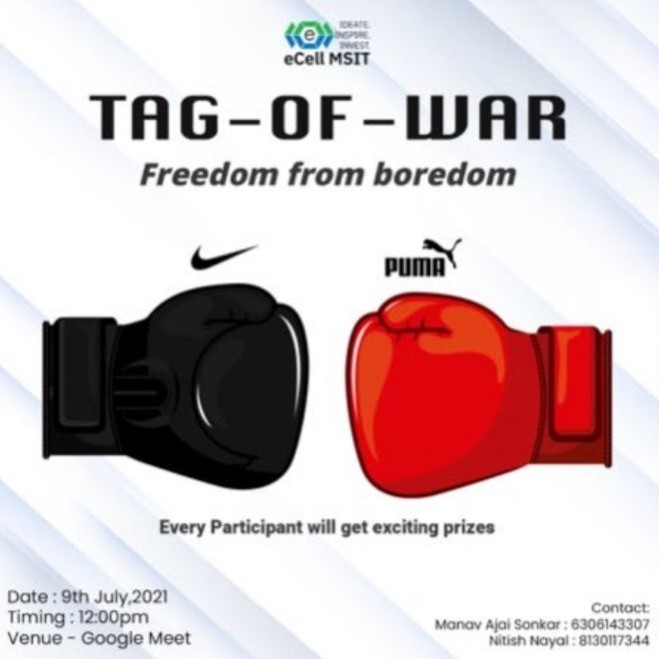 IDEATE.
INSPIRE.
INVEST.
e
eCell MSIT
TAG-OF-WAR
Freedom from boredom
PUMA
Every Participant will get exciting prizes
Date : 9th July,2021
Timing : 12:00pm
Venue - Google Meet
Contact:
Manav Ajai Sonkar : 6306143307
Nitish Nayal : 8130117344